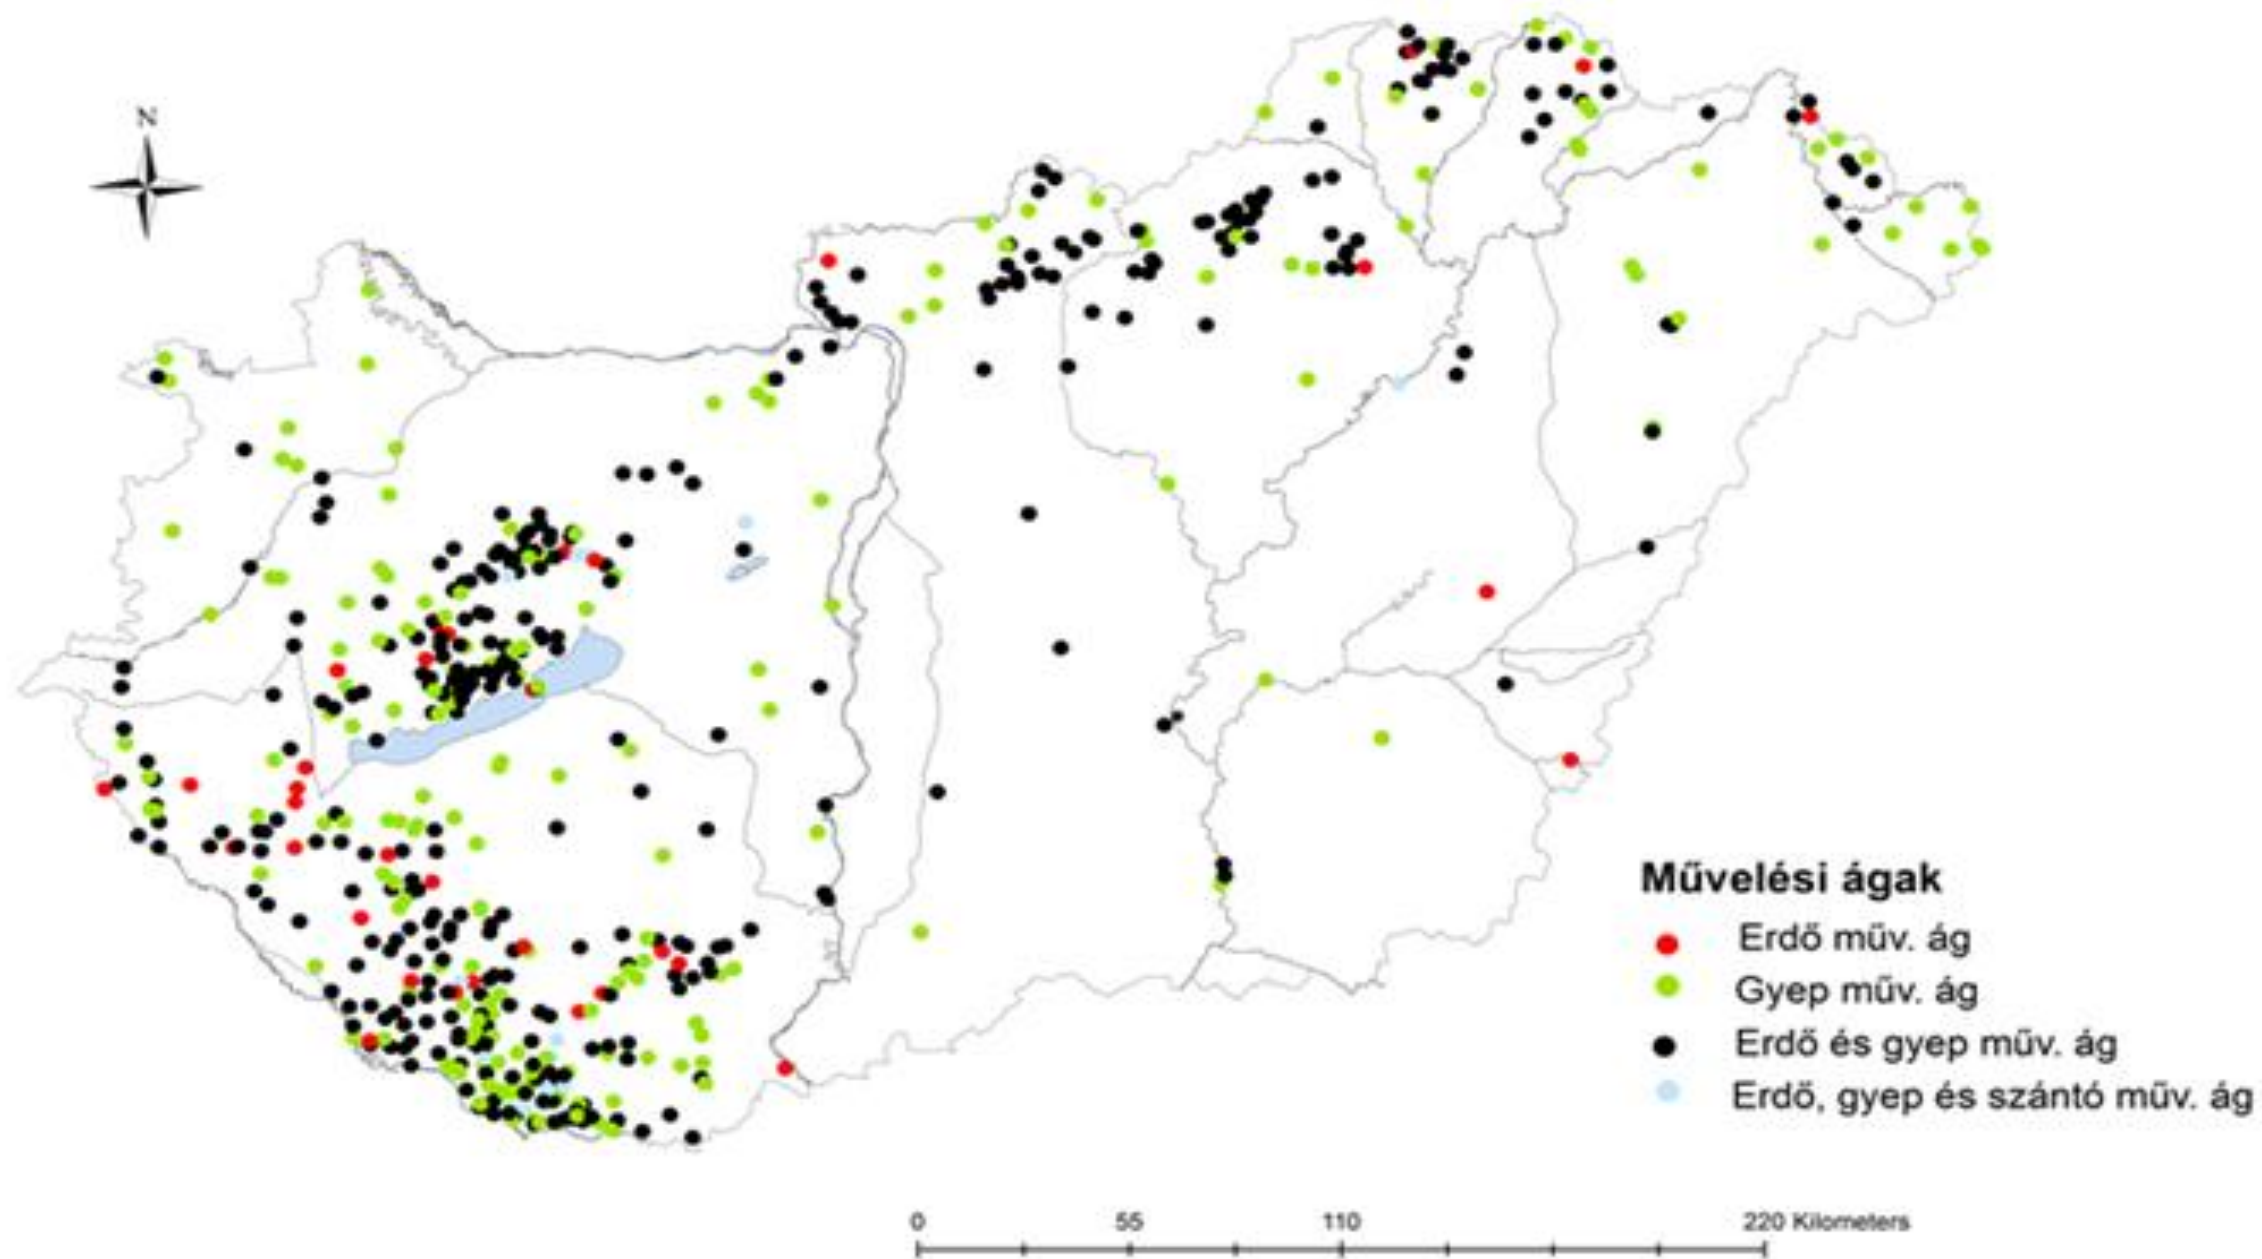 N
Művelési ágak
Erdő műv. ág
Gyep műv. ág
Erdő és gyep műv. ág
Erdő, gyep és szántó műv. ág
0 55 110 220 Kilometers